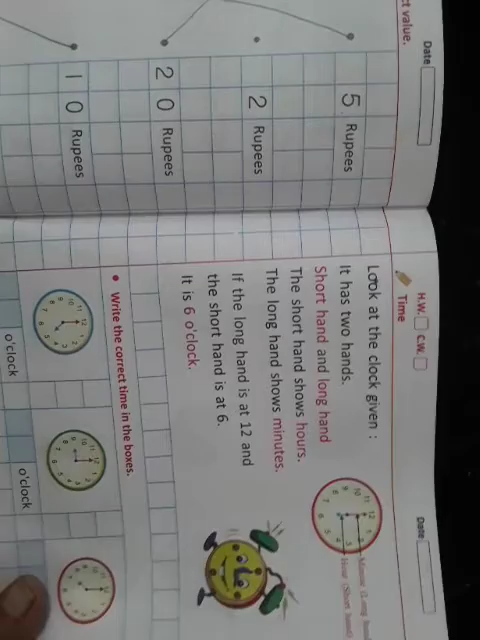 Date
ct value.
5 Rupees
2 Rupees
2 0 Rupees
1 0 Rupees
H.W. C.W.
Date
Time
Look at the clock given :
It has two hands.
Short hand and long hand
The short hand shows hours.
The long hand shows minutes.
If the long hand is at 12 and
the short hand is at 6.
It is 6 o'clock.
• Write the correct time in the boxes.
o'clock
o'clock